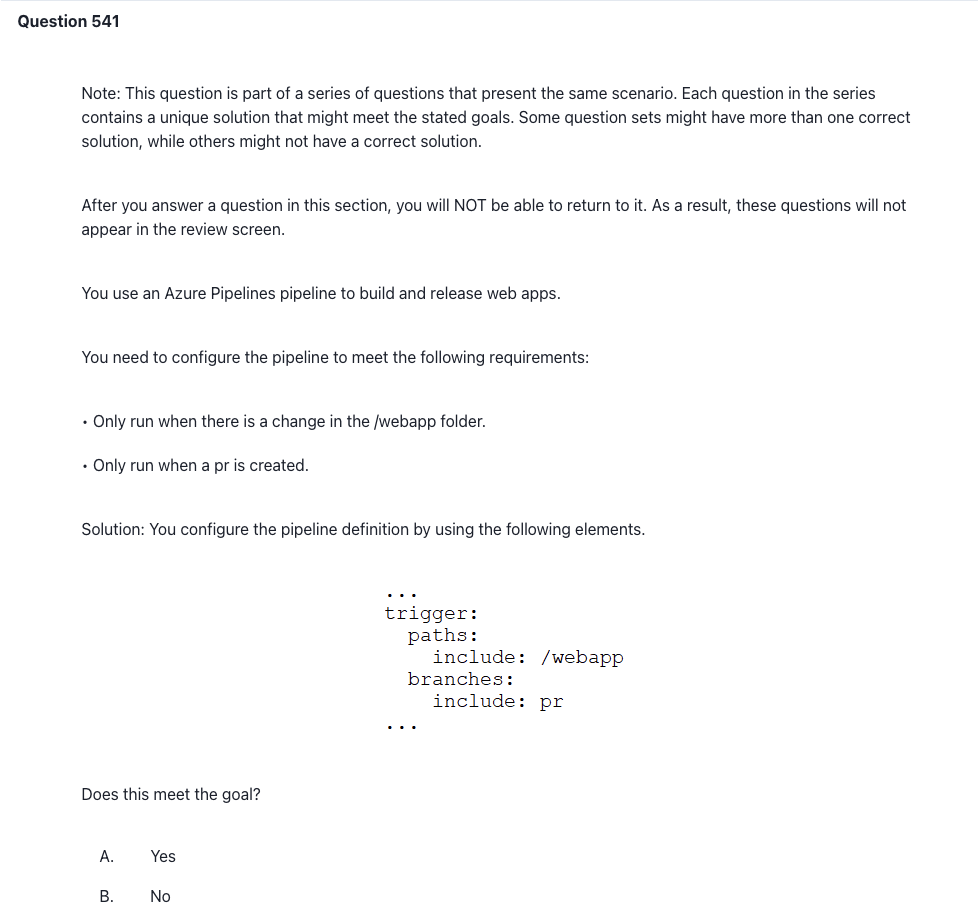 Question 541
Note: This question is part of a series of questions that present the same scenario. Each question in the series
contains a unique solution that might meet the stated goals. Some question sets might have more than one correct
solution, while others might not have a correct solution.
After you answer a question in this section, you will NOT be able to return to it. As a result, these questions will not
appear in the review screen.
You use an Azure Pipelines pipeline to build and release web apps.
You need to configure the pipeline to meet the following requirements:
• Only run when there is a change in the /webapp folder.
• Only run when a pr is created.
Solution: You configure the pipeline definition by using the following elements.
...
trigger:
  paths:
    include: /webapp
  branches:
    include: pr
...
Does this meet the goal?
A. Yes
B. No